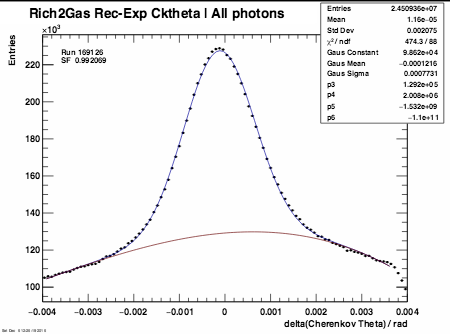 Rich2Gas Rec-Exp Cktheta | All photons
Entries 2.450936e+07
Mean 1.16e-05
Std Dev 0.002075
χ² / ndf 474.3 / 88
Gaus Constant 9.862e+04
Gaus Mean -0.0001216
Gaus Sigma 0.0007731
p3 1.292e+05
p4 2.008e+06
p5 -1.532e+09
p6 -1.1e+11
×10³
Entries
Run 169126
SF 0.992069
220
200
180
160
140
120
100
-0.004 -0.003 -0.002 -0.001 0 0.001 0.002 0.003 0.004
delta(Cherenkov Theta) / rad